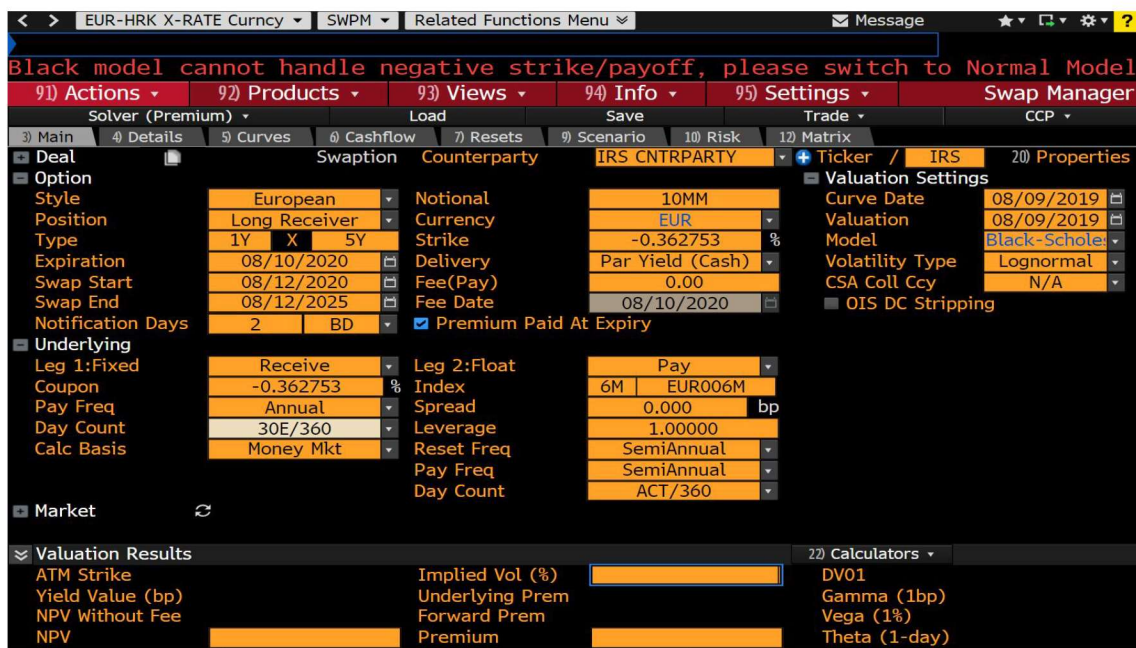 < > EUR-HRK X-RATE Curncy SWPM Related Functions Menu Message ?
Black model cannot handle negative strike/payoff, please switch to Normal Model
91) Actions 92) Products 93) Views 94) Info 95) Settings Swap Manager
Solver (Premium) Load Save Trade CCP
3) Main 4) Details 5) Curves 6) Cashflow 7) Resets 9) Scenario 10) Risk 12) Matrix
Deal Swaption Counterparty IRS CNTRPARTY Ticker / IRS 20) Properties
Option Valuation Settings
Style European Notional 10MM Curve Date 08/09/2019
Position Long Receiver Currency EUR Valuation 08/09/2019
Type 1Y X 5Y Strike -0.362753 % Model Black-Scholes
Expiration 08/10/2020 Delivery Par Yield (Cash) Volatility Type Lognormal
Swap Start 08/12/2020 Fee(Pay) 0.00 CSA Coll Ccy N/A
Swap End 08/12/2025 Fee Date 08/10/2020 OIS DC Stripping
Notification Days 2 BD Premium Paid At Expiry
Underlying
Leg 1:Fixed Receive Leg 2:Float Pay
Coupon -0.362753 % Index 6M EUR006M
Pay Freq Annual Spread 0.000 bp
Day Count 30E/360 Leverage 1.00000
Calc Basis Money Mkt Reset Freq SemiAnnual
Pay Freq SemiAnnual
Day Count ACT/360
Market
Valuation Results 22) Calculators
ATM Strike Implied Vol (%) DV01
Yield Value (bp) Underlying Prem Gamma (1bp)
NPV Without Fee Forward Prem Vega (1%)
NPV Premium Theta (1-day)